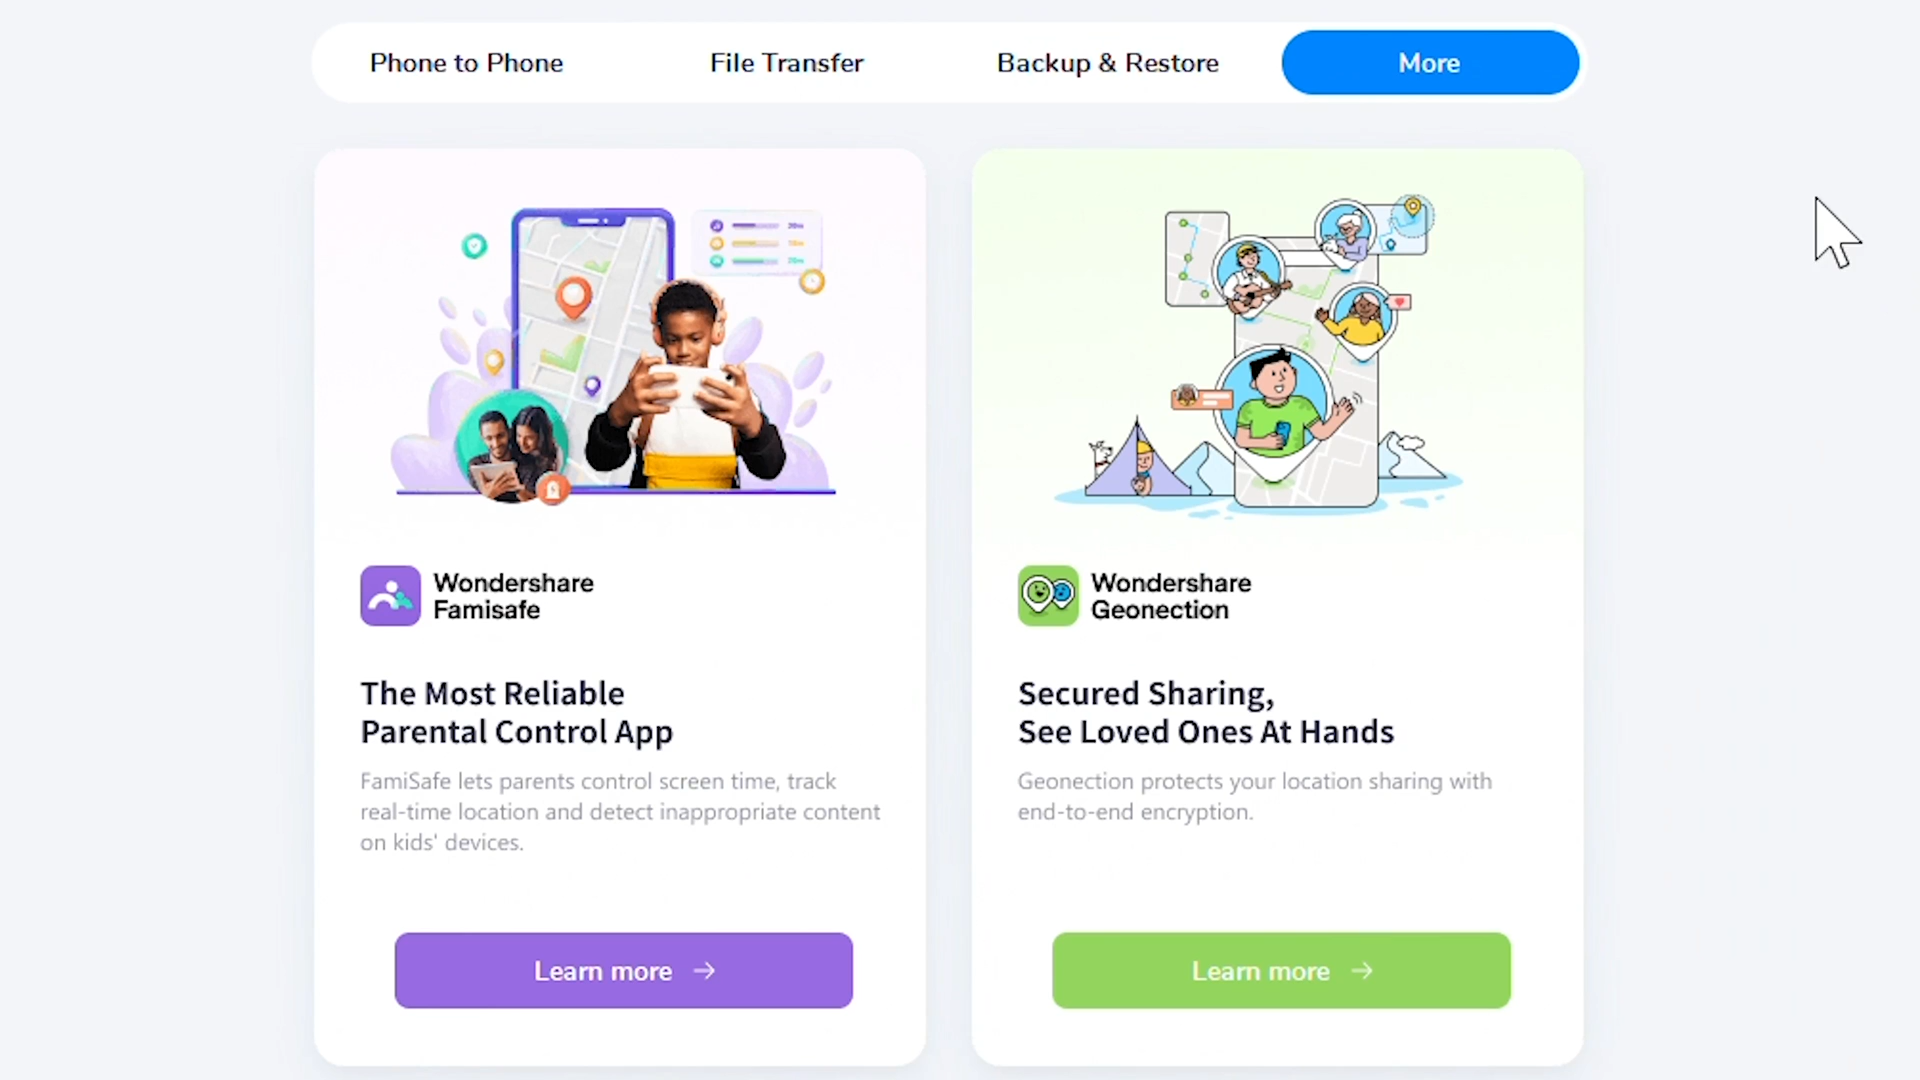 Phone to Phone
File Transfer
Backup & Restore
More
Wondershare
Famisafe
The Most Reliable
Parental Control App
FamiSafe lets parents control screen time, track
real-time location and detect inappropriate content
on kids' devices.
Learn more
Wondershare
Geonection
Secured Sharing,
See Loved Ones At Hands
Geonection protects your location sharing with
end-to-end encryption.
Learn more